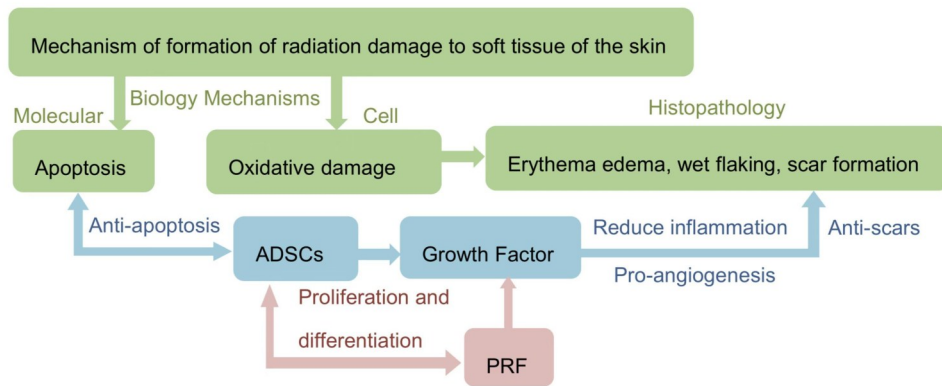 Mechanism of formation of radiation damage to soft tissue of the skin
Biology Mechanisms
Molecular
Cell
Histopathology
Apoptosis
Oxidative damage
Erythema edema, wet flaking, scar formation
Anti-apoptosis
Reduce inflammation
Anti-scars
ADSCs
Growth Factor
Pro-angiogenesis
Proliferation and
differentiation
PRF